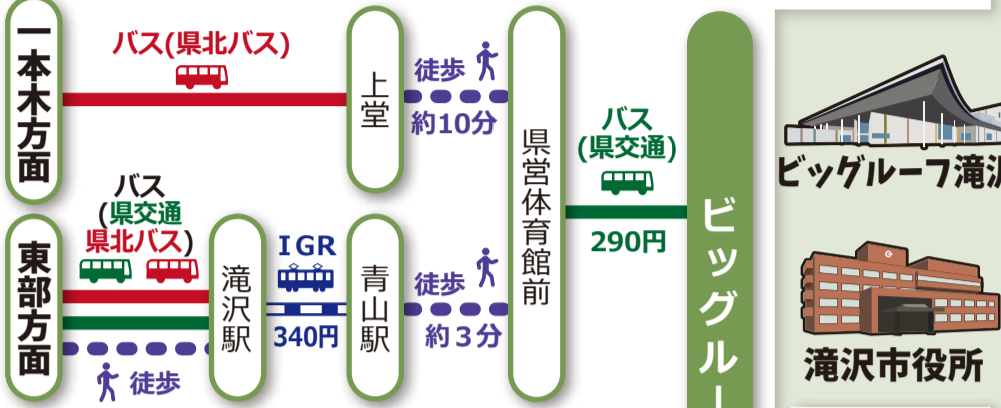 一本木方面
バス(県北バス)
上堂
徒歩
約10分
県営体育館前
バス
(県交通)
290円
ビッグルー
東部方面
バス
(県交通
県北バス)
徒歩
滝沢駅
IGR
340円
青山駅
徒歩
約3分
ビッグルーフ滝沢
滝沢市役所